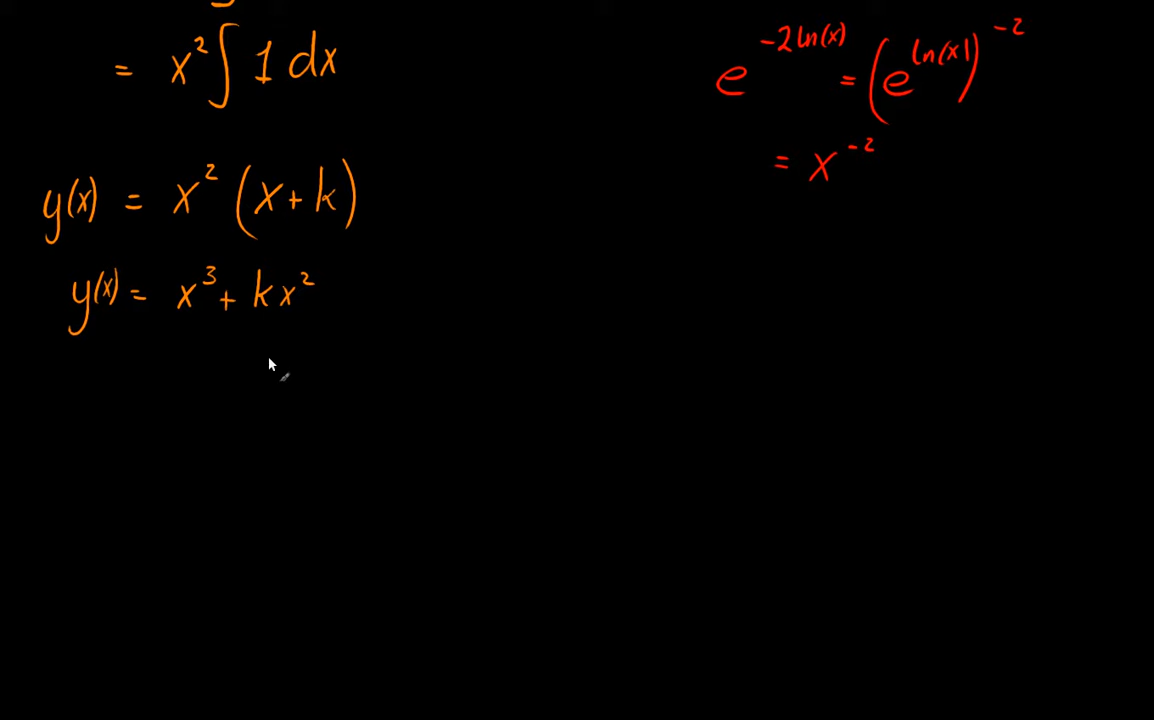 = x² ∫ 1 dx
y(x) = x² (x + k)
y(x) = x³ + kx²
e^(-2ln(x)) = (e^(ln(x)))^(-2)
= x^(-2)